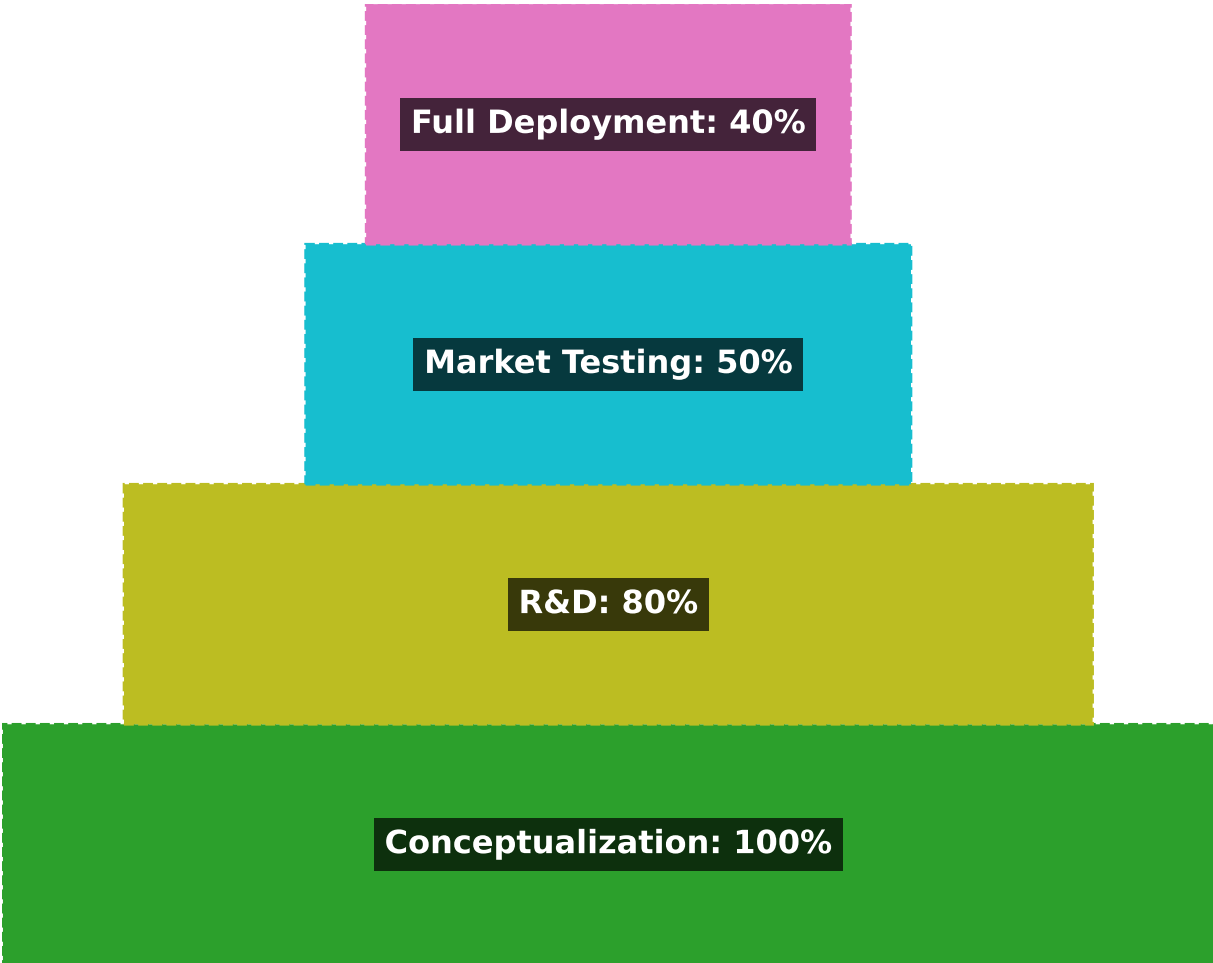 Full Deployment: 40%
Market Testing: 50%
R&D: 80%
Conceptualization: 100%